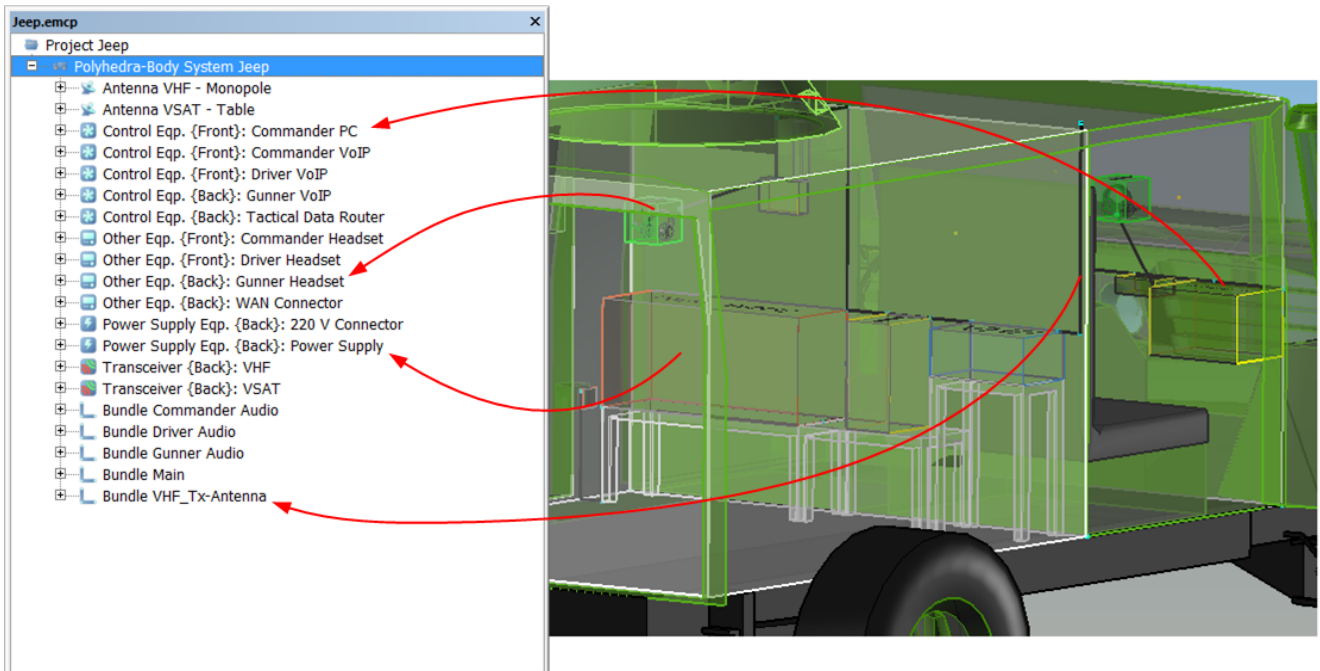 Jeep.emcp
Project Jeep
Polyhedra-Body System Jeep
Antenna VHF - Monopole
Antenna VSAT - Table
Control Eqp. {Front}: Commander PC
Control Eqp. {Front}: Commander VoIP
Control Eqp. {Front}: Driver VoIP
Control Eqp. {Back}: Gunner VoIP
Control Eqp. {Back}: Tactical Data Router
Other Eqp. {Front}: Commander Headset
Other Eqp. {Front}: Driver Headset
Other Eqp. {Back}: Gunner Headset
Other Eqp. {Back}: WAN Connector
Power Supply Eqp. {Back}: 220 V Connector
Power Supply Eqp. {Back}: Power Supply
Transceiver {Back}: VHF
Transceiver {Back}: VSAT
Bundle Commander Audio
Bundle Driver Audio
Bundle Gunner Audio
Bundle Main
Bundle VHF_Tx-Antenna